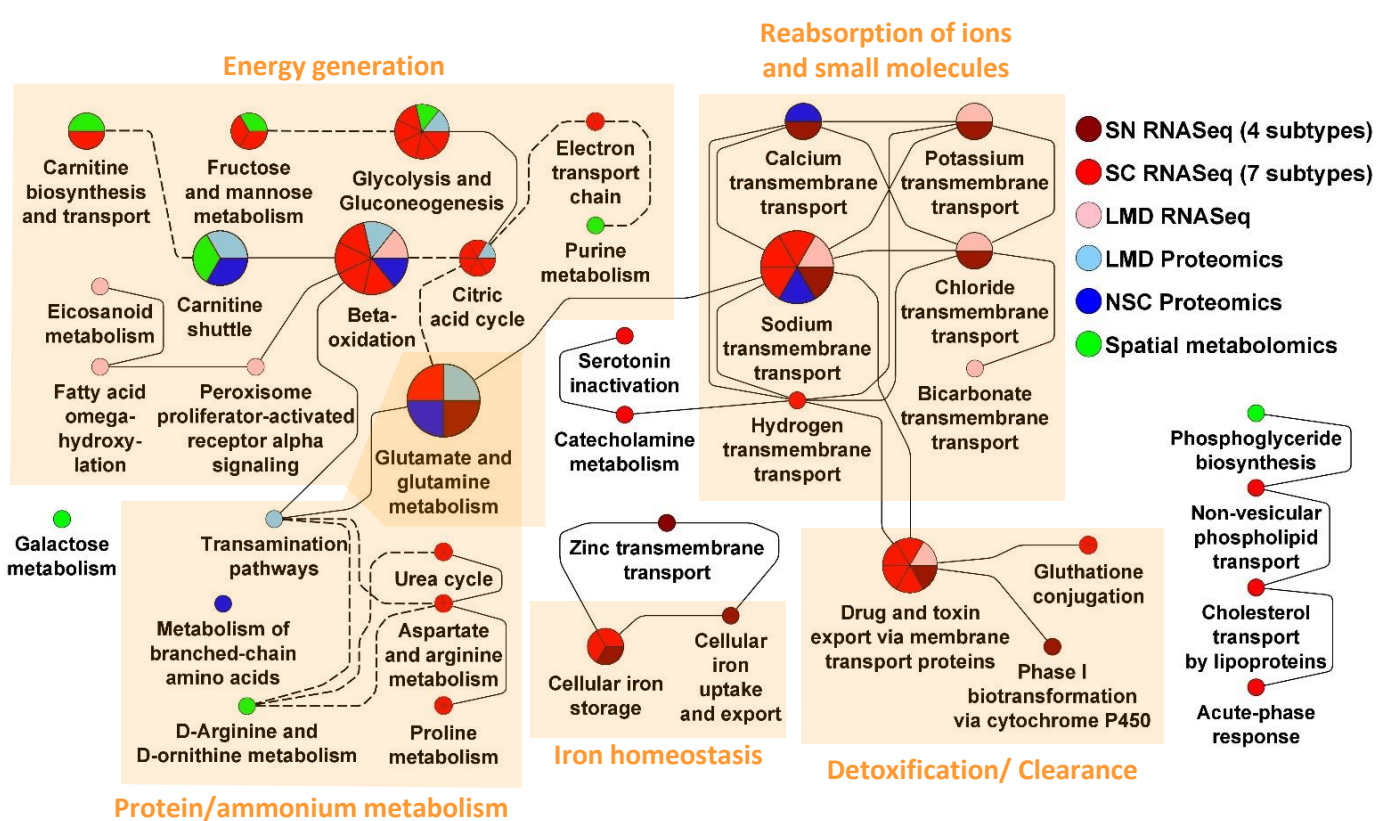 Energy generation
Carnitine
biosynthesis
and transport
Fructose
and mannose
metabolism
Glycolysis and
Gluconeogenesis
Electron
transport
chain
Purine
metabolism
Eicosanoid
metabolism
Carnitine
shuttle
Beta-
oxidation
Citric
acid cycle
Fatty acid
omega-
hydroxy-
lation
Peroxisome
proliferator-activated
receptor alpha
signaling
Glutamate and
glutamine
metabolism
Reabsorption of ions
and small molecules
Calcium
transmembrane
transport
Potassium
transmembrane
transport
Sodium
transmembrane
transport
Chloride
transmembrane
transport
Bicarbonate
transmembrane
transport
Hydrogen
transmembrane
transport
Serotonin
inactivation
Catecholamine
metabolism
SN RNASeq (4 subtypes)
SC RNASeq (7 subtypes)
LMD RNASeq
LMD Proteomics
NSC Proteomics
Spatial metabolomics
Galactose
metabolism
Transamination
pathways
Urea cycle
Metabolism of
branched-chain
amino acids
Aspartate
and arginine
metabolism
D-Arginine and
D-ornithine metabolism
Proline
metabolism
Protein/ammonium metabolism
Zinc transmembrane
transport
Cellular iron
storage
Cellular
iron
uptake
and export
Iron homeostasis
Drug and toxin
export via membrane
transport proteins
Gluthatione
conjugation
Phase I
biotransformation
via cytochrome P450
Detoxification/ Clearance
Phosphoglyceride
biosynthesis
Non-vesicular
phospholipid
transport
Cholesterol
transport
by lipoproteins
Acute-phase
response